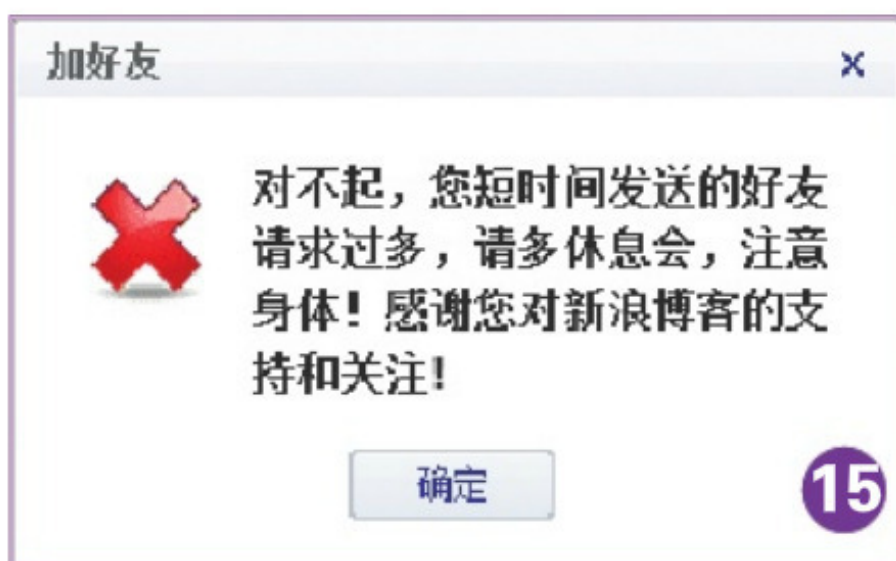 加好友
×
对不起，您短时间发送的好友
请求过多，请多休息会，注意
身体！感谢您对新浪博客的支
持和关注！
确定
15